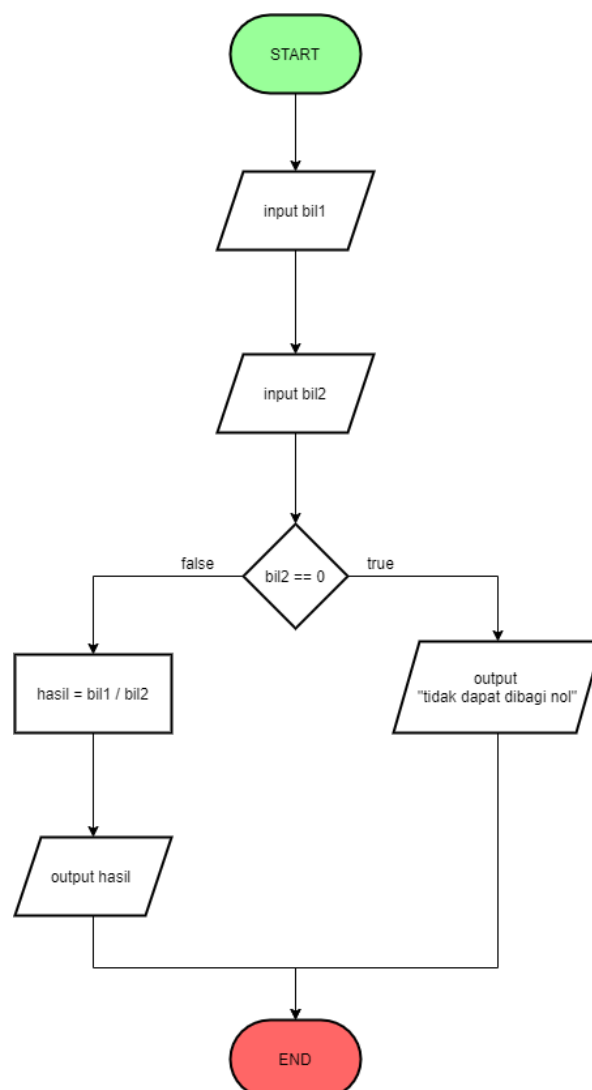 START
input bil1
input bil2
bil2 == 0
false
true
hasil = bil1 / bil2
output
"tidak dapat dibagi nol"
output hasil
END